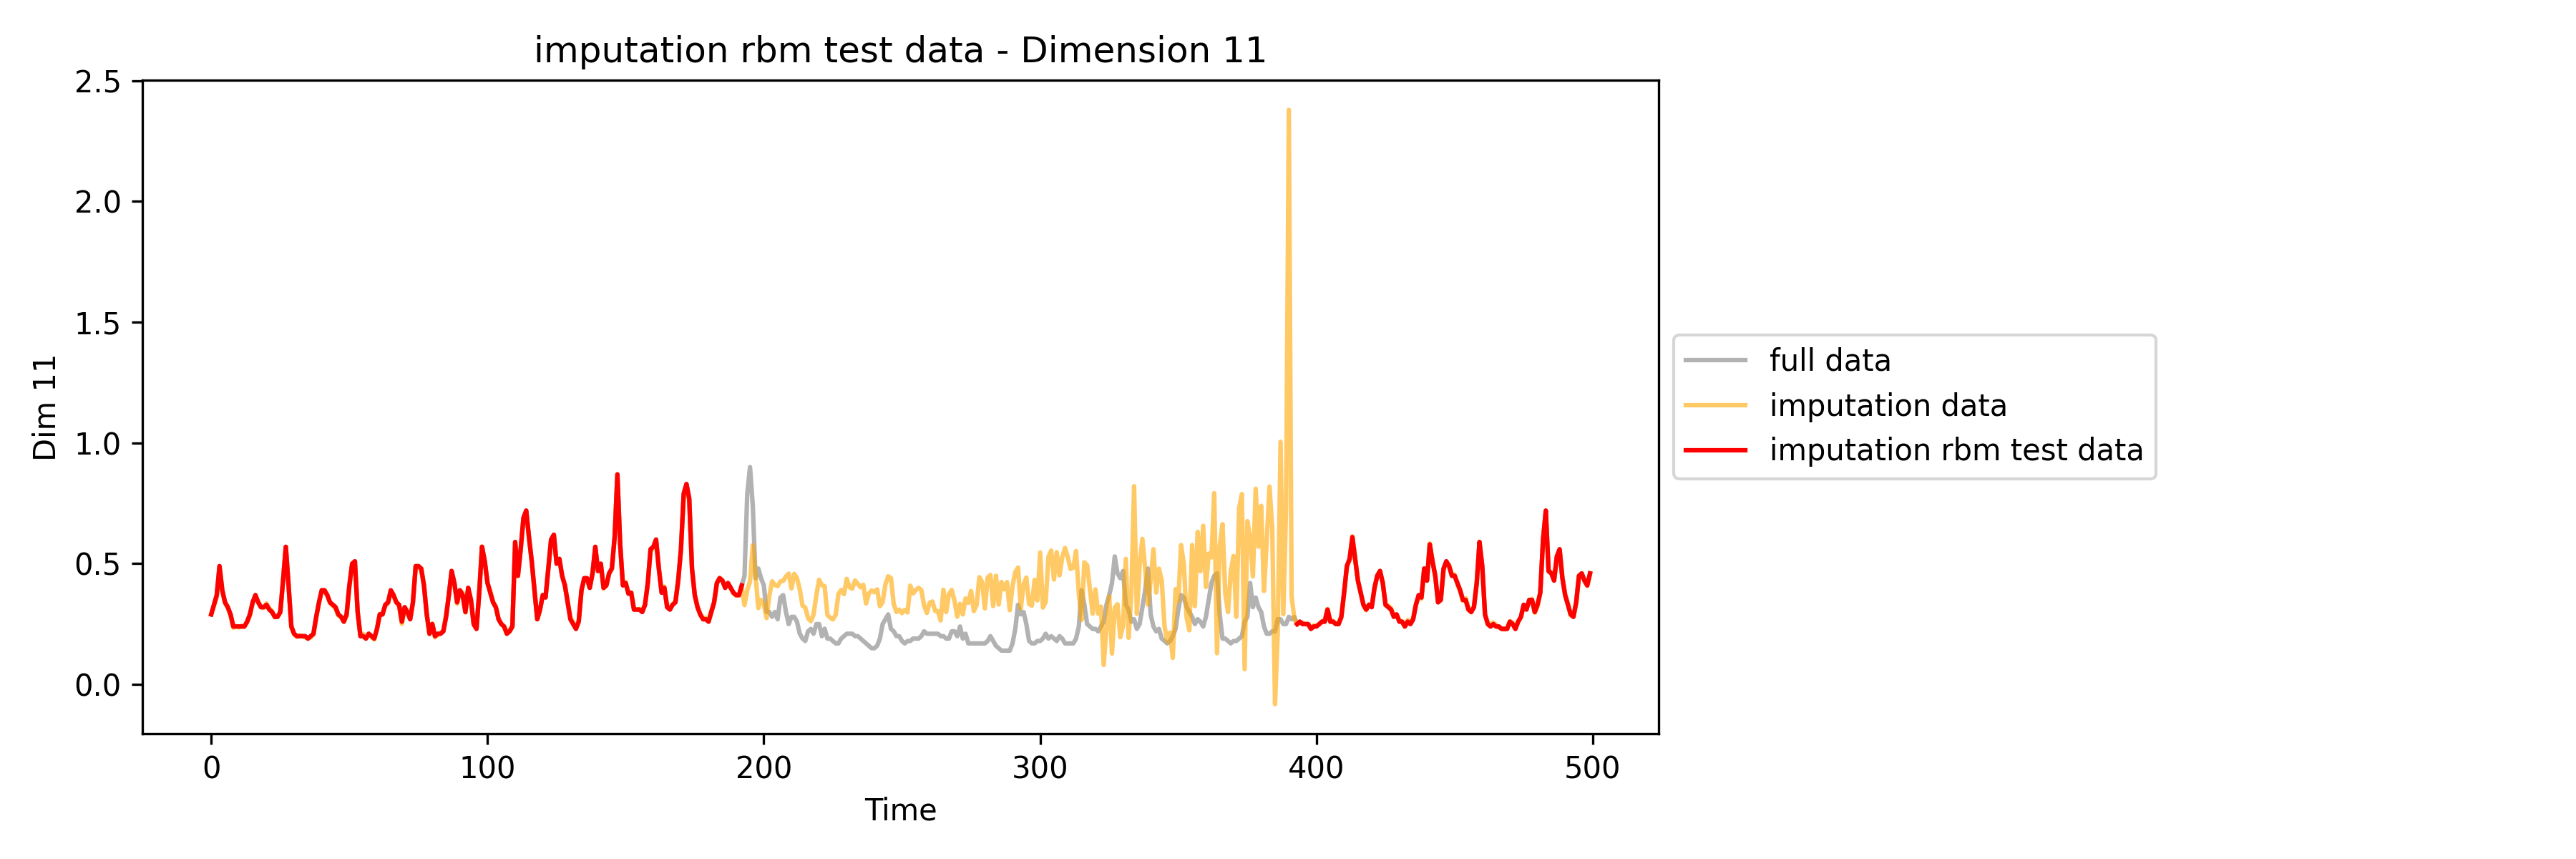 imputation rbm test data - Dimension 11
2.5
2.0
1.5
1.0
0.5
0.0
Dim 11
0 100 200 300 400 500
Time
full data
imputation data
imputation rbm test data